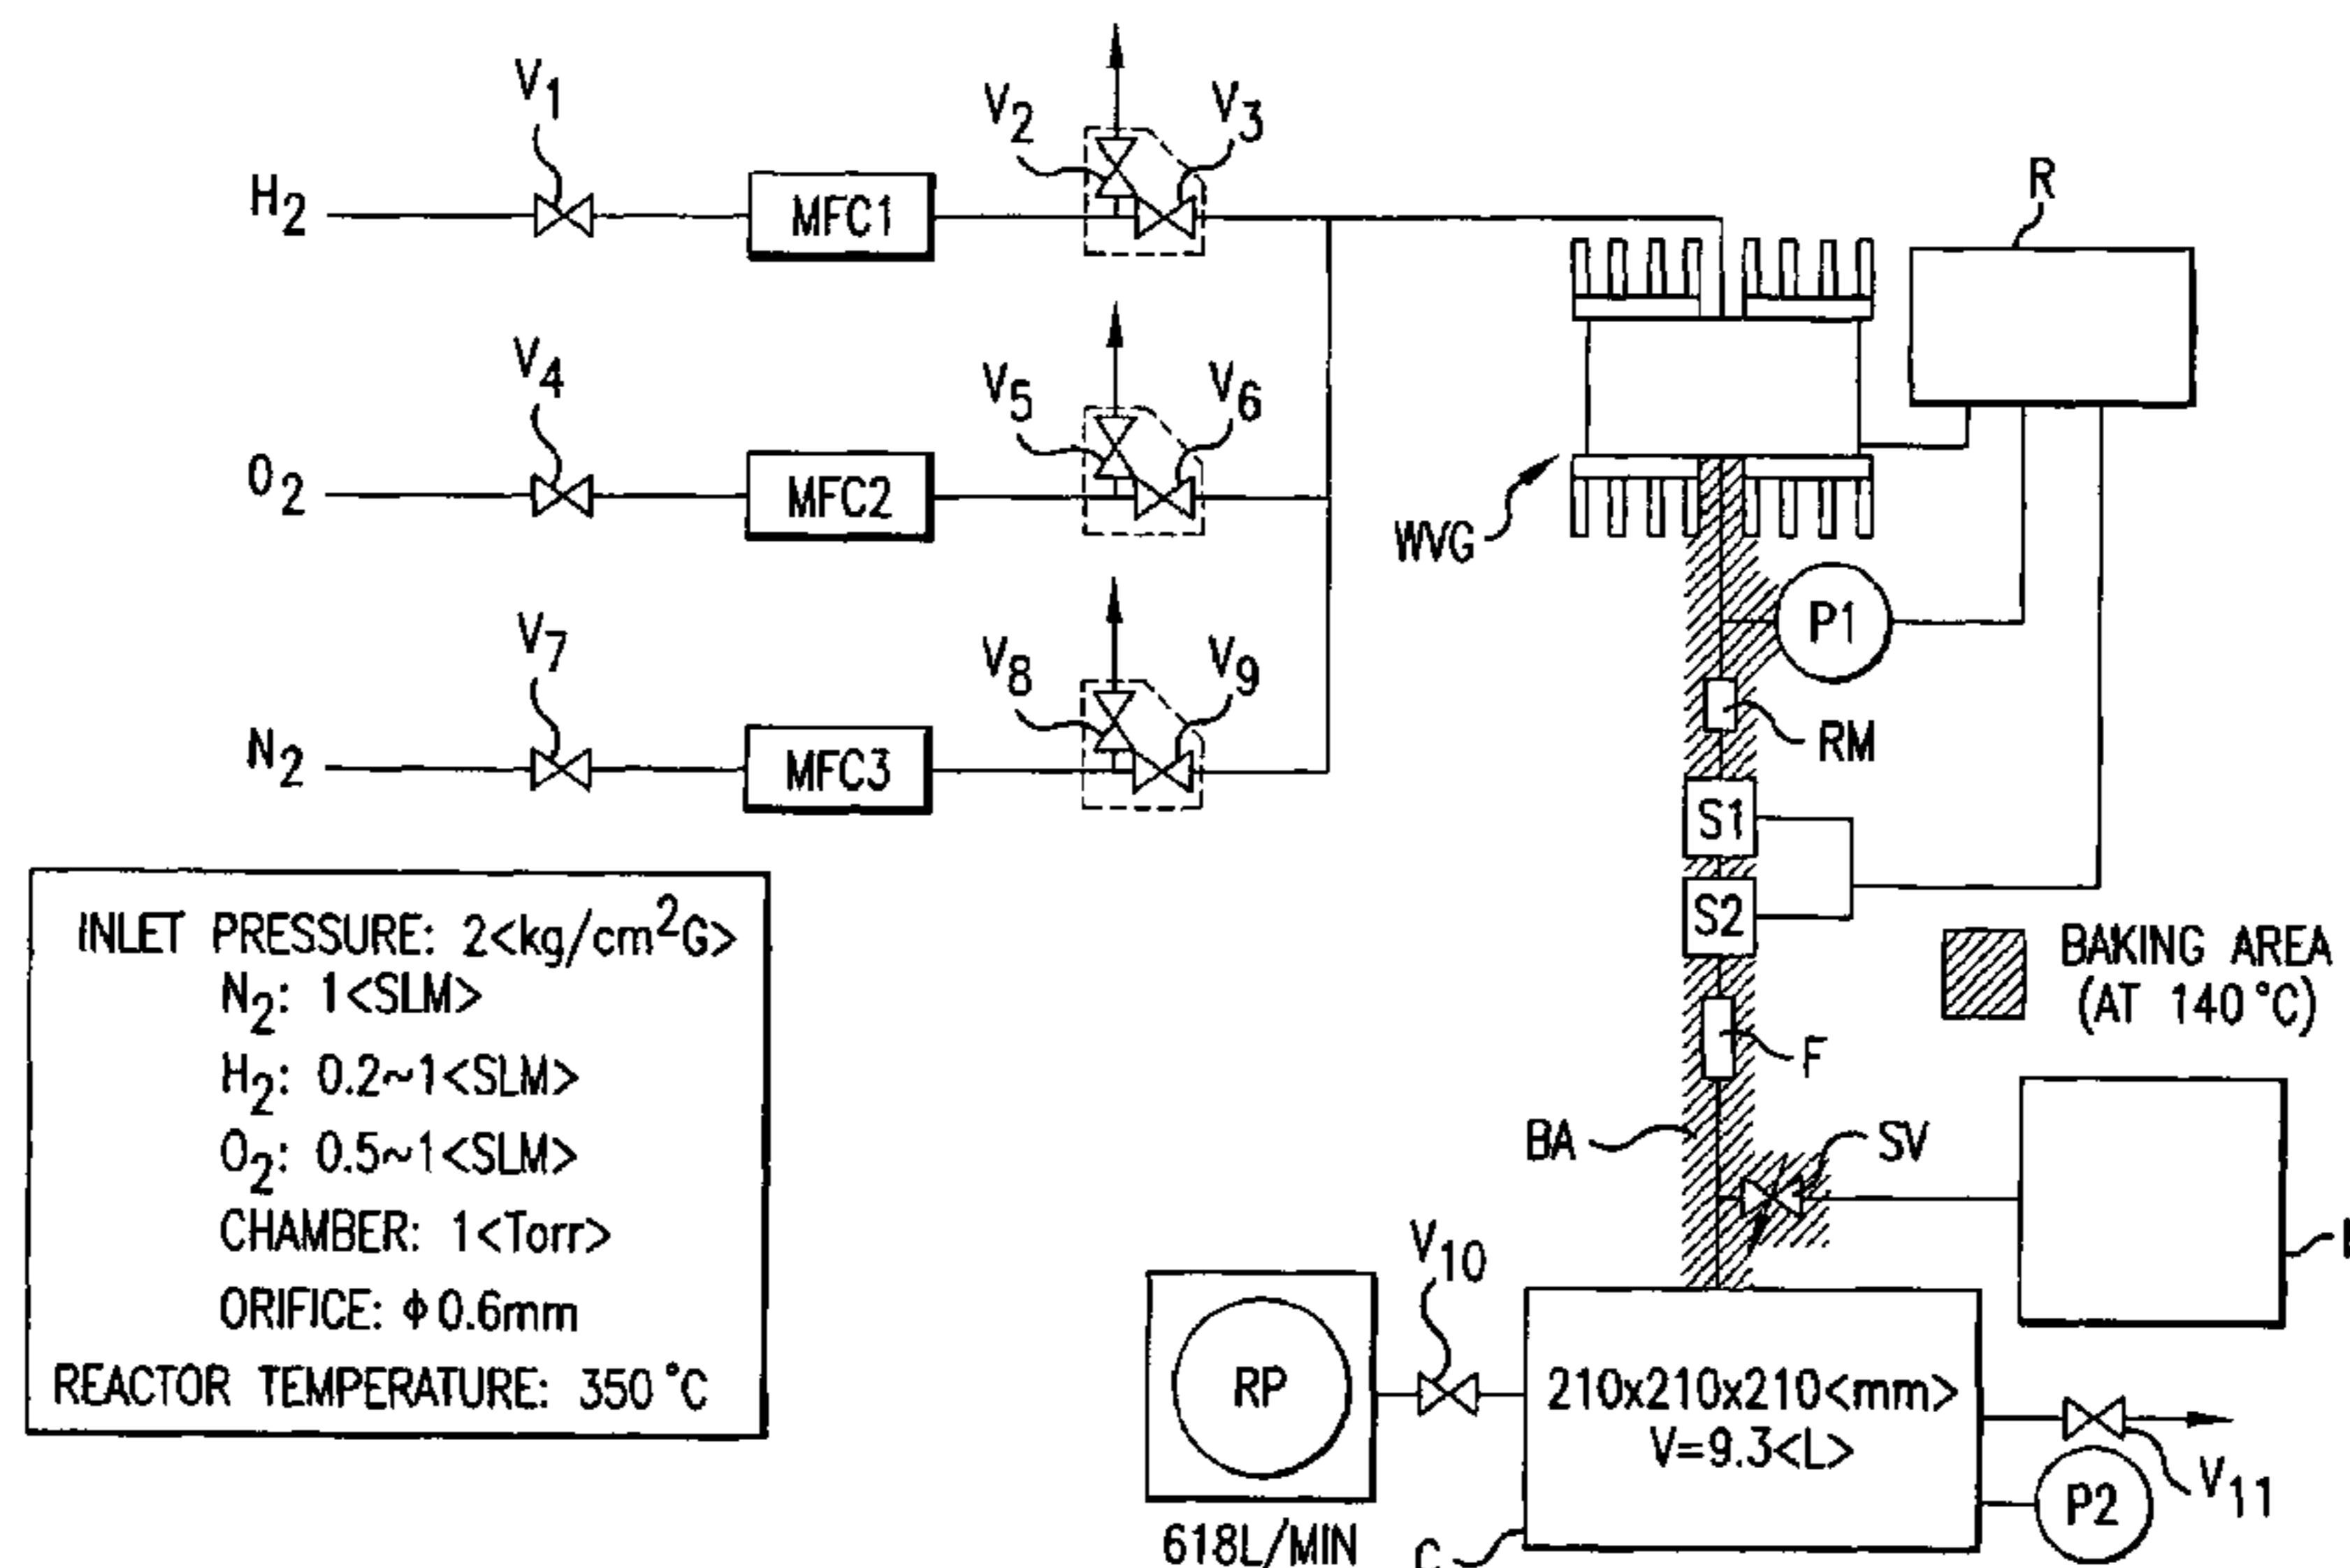 V1
V2
V3
H2
MFC1
R
V4
V5
V6
O2
MFC2
WVG
P1
V7
V8
V9
N2
MFC3
RM
S1
S2
INLET PRESSURE: 2<kg/cm2G>
N2: 1<SLM>
H2: 0.2~1<SLM>
O2: 0.5~1<SLM>
CHAMBER: 1<Torr>
ORIFICE: ϕ0.6mm
REACTOR TEMPERATURE: 350°C
BAKING AREA
(AT 140°C)
F
BA
SV
V10
RP
618L/MIN
210x210x210<mm>
V=9.3<L>
C
V11
P2